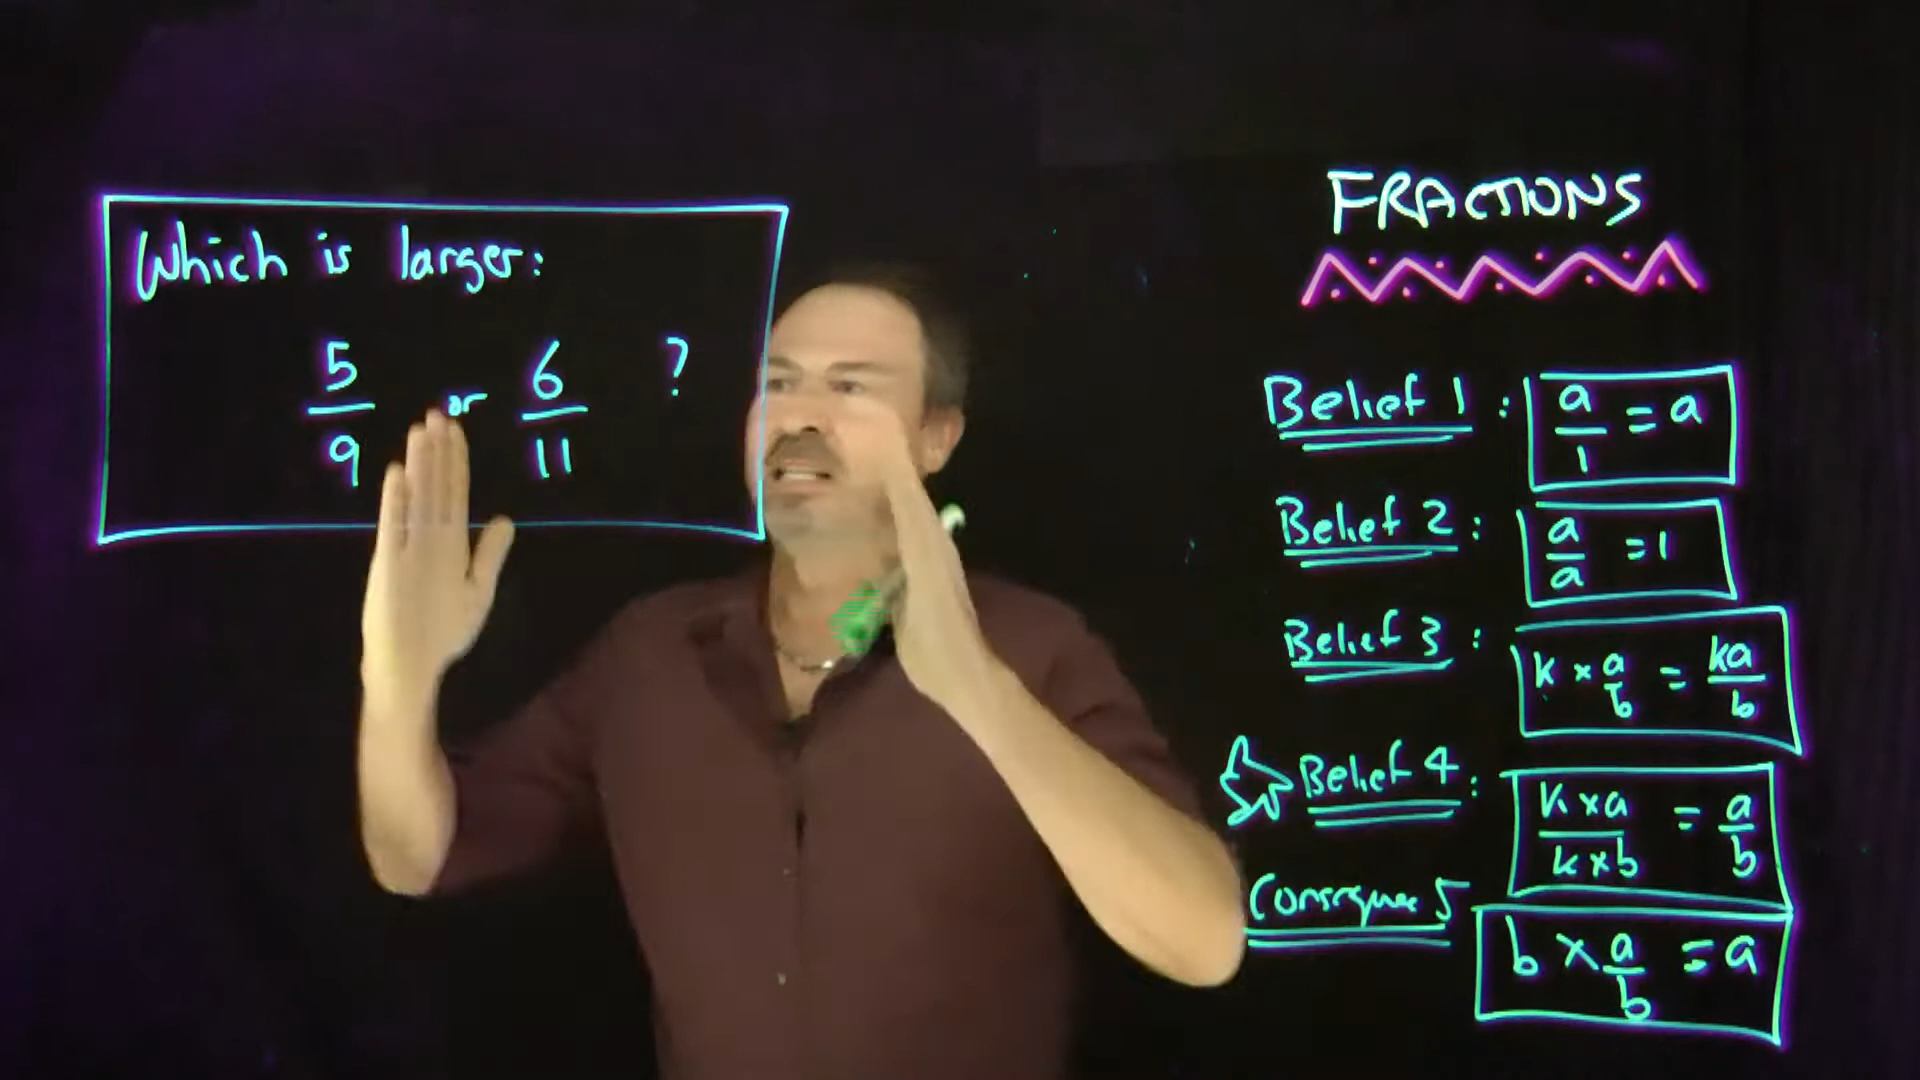 Which is larger:
5/9 or 6/11 ?
FRACTIONS
Belief 1 : a/1 = a
Belief 2 : a/a = 1
Belief 3 : k × a/b = ka/b
Belief 4 : k × a / k × b = a/b
5 b × a/b = a